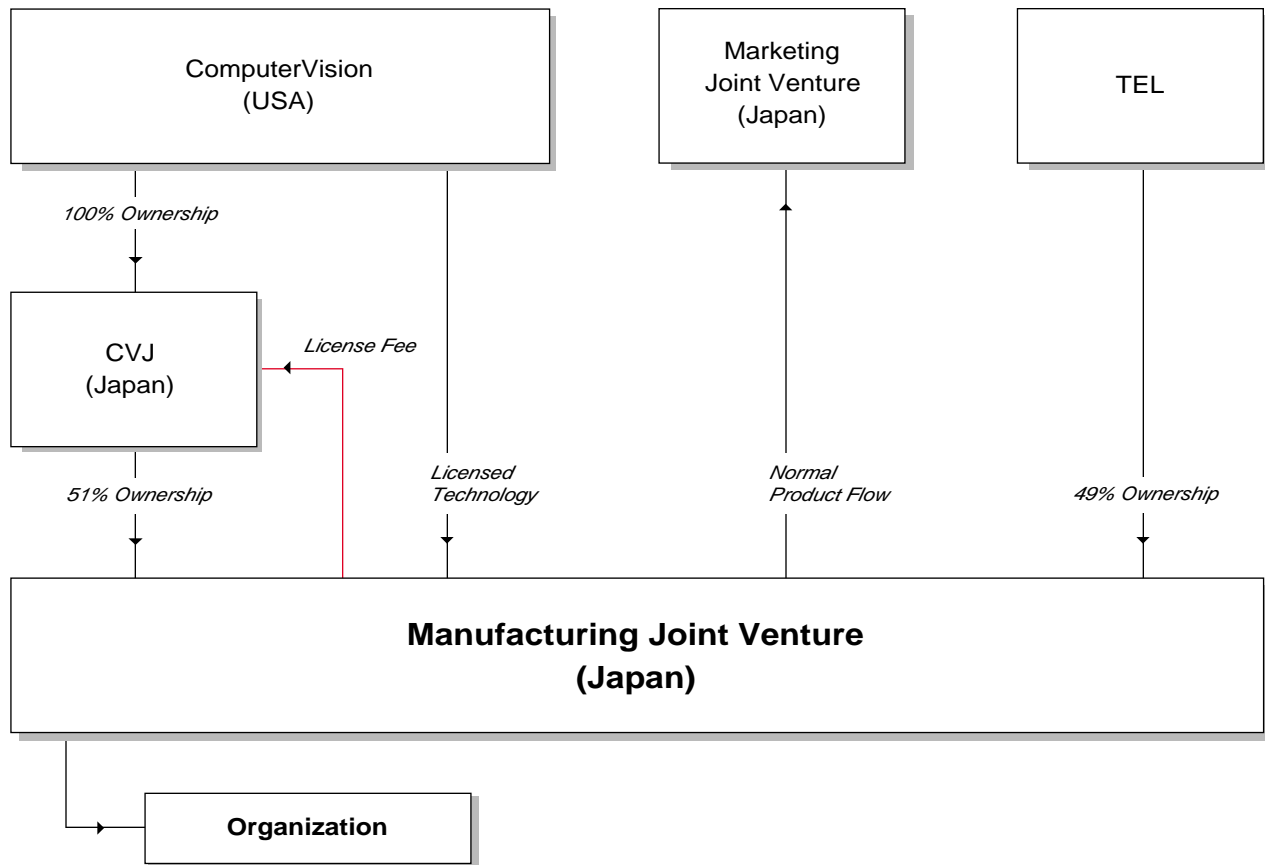 ComputerVision
(USA)
Marketing
Joint Venture
(Japan)
TEL
100% Ownership
CVJ
(Japan)
License Fee
51% Ownership
Licensed
Technology
Normal
Product Flow
49% Ownership
Manufacturing Joint Venture
(Japan)
Organization